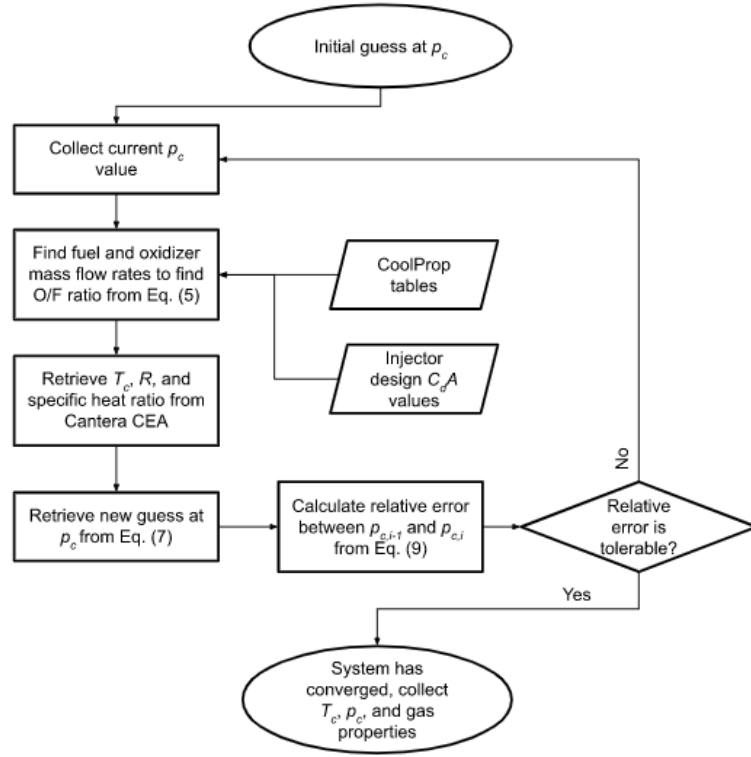 Initial guess at p_c
Collect current p_c
value
Find fuel and oxidizer
mass flow rates to find
O/F ratio from Eq. (5)
CoolProp
tables
Injector
design C_dA
values
Retrieve T_c, R, and
specific heat ratio from
Cantera CEA
Retrieve new guess at
p_c from Eq. (7)
Calculate relative error
between p_c,i-1 and p_c,i
from Eq. (9)
Relative
error is
tolerable?
No
Yes
System has
converged, collect
T_c, p_c, and gas
properties